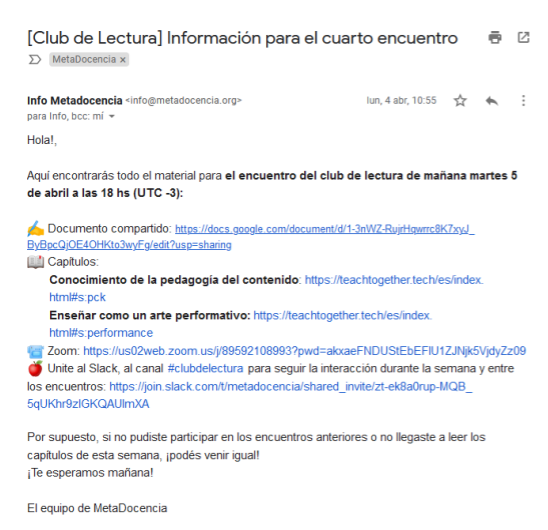 [Club de Lectura] Información para el cuarto encuentro
MetaDocencia x
Info Metadocencia <info@metadocencia.org>
lun, 4 abr, 10:55
para Info, bcc: mí
Hola!,
Aquí encontrarás todo el material para el encuentro del club de lectura de mañana martes 5
de abril a las 18 hs (UTC -3):
✍ Documento compartido: https://docs.google.com/document/d/1-3nWZ-RujrHqwrrc8K7xyJ_
ByBpcQjOE4OHKto3wyFg/edit?usp=sharing
📖 Capítulos:
Conocimiento de la pedagogía del contenido: https://teachtogether.tech/es/index.
html#s:pck
Enseñar como un arte performativo: https://teachtogether.tech/es/index.
html#s:performance
☎ Zoom: https://us02web.zoom.us/j/89592108993?pwd=akxaeFNDUStEbEFlU1ZJNjk5VjdyZz09
🍎 Unite al Slack, al canal #clubdelectura para seguir la interacción durante la semana y entre
los encuentros: https://join.slack.com/t/metadocencia/shared_invite/zt-ek8a0rup-MQB_
5qUKhr9zIGKQAUlmXA
Por supuesto, si no pudiste participar en los encuentros anteriores o no llegaste a leer los
capítulos de esta semana, ¡podés venir igual!
¡Te esperamos mañana!
El equipo de MetaDocencia